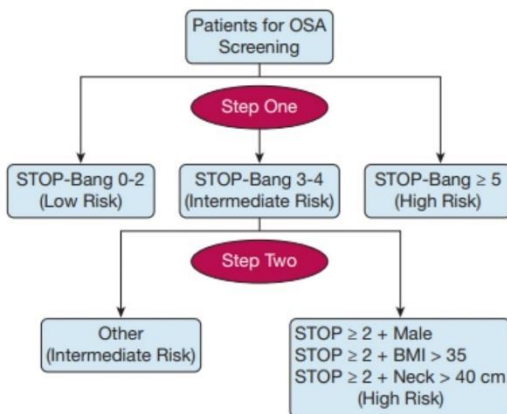 Patients for OSA
Screening
Step One
STOP-Bang 0-2
(Low Risk)
STOP-Bang 3-4
(Intermediate Risk)
STOP-Bang ≥ 5
(High Risk)
Step Two
Other
(Intermediate Risk)
STOP ≥ 2 + Male
STOP ≥ 2 + BMI > 35
STOP ≥ 2 + Neck > 40 cm
(High Risk)